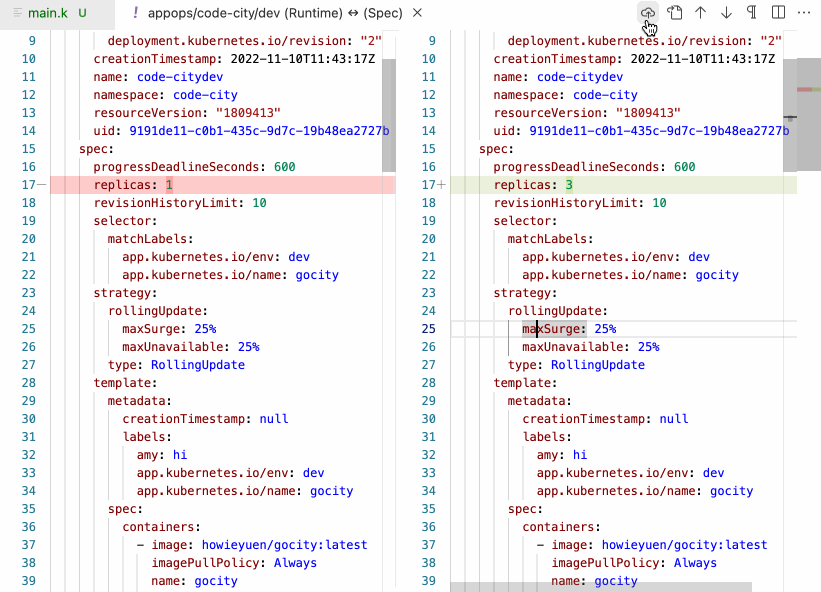 main.k U ! appops/code-city/dev (Runtime) ↔ (Spec) ×
9 deployment.kubernetes.io/revision: "2"
10 creationTimestamp: 2022-11-10T11:43:17Z
11 name: code-citydev
12 namespace: code-city
13 resourceVersion: "1809413"
14 uid: 9191de11-c0b1-435c-9d7c-19b48ea2727b
15 spec:
16 progressDeadlineSeconds: 600
17— replicas: 1
18 revisionHistoryLimit: 10
19 selector:
20 matchLabels:
21 app.kubernetes.io/env: dev
22 app.kubernetes.io/name: gocity
23 strategy:
24 rollingUpdate:
25 maxSurge: 25%
26 maxUnavailable: 25%
27 type: RollingUpdate
28 template:
29 metadata:
30 creationTimestamp: null
31 labels:
32 amy: hi
33 app.kubernetes.io/env: dev
34 app.kubernetes.io/name: gocity
35 spec:
36 containers:
37 - image: howieyuen/gocity:latest
38 imagePullPolicy: Always
39 name: gocity
9 deployment.kubernetes.io/revision: "2"
10 creationTimestamp: 2022-11-10T11:43:17Z
11 name: code-citydev
12 namespace: code-city
13 resourceVersion: "1809413"
14 uid: 9191de11-c0b1-435c-9d7c-19b48ea2727b
15 spec:
16 progressDeadlineSeconds: 600
17+ replicas: 3
18 revisionHistoryLimit: 10
19 selector:
20 matchLabels:
21 app.kubernetes.io/env: dev
22 app.kubernetes.io/name: gocity
23 strategy:
24 rollingUpdate:
25 maxSurge: 25%
26 maxUnavailable: 25%
27 type: RollingUpdate
28 template:
29 metadata:
30 creationTimestamp: null
31 labels:
32 amy: hi
33 app.kubernetes.io/env: dev
34 app.kubernetes.io/name: gocity
35 spec:
36 containers:
37 - image: howieyuen/gocity:latest
38 imagePullPolicy: Always
39 name: gocity